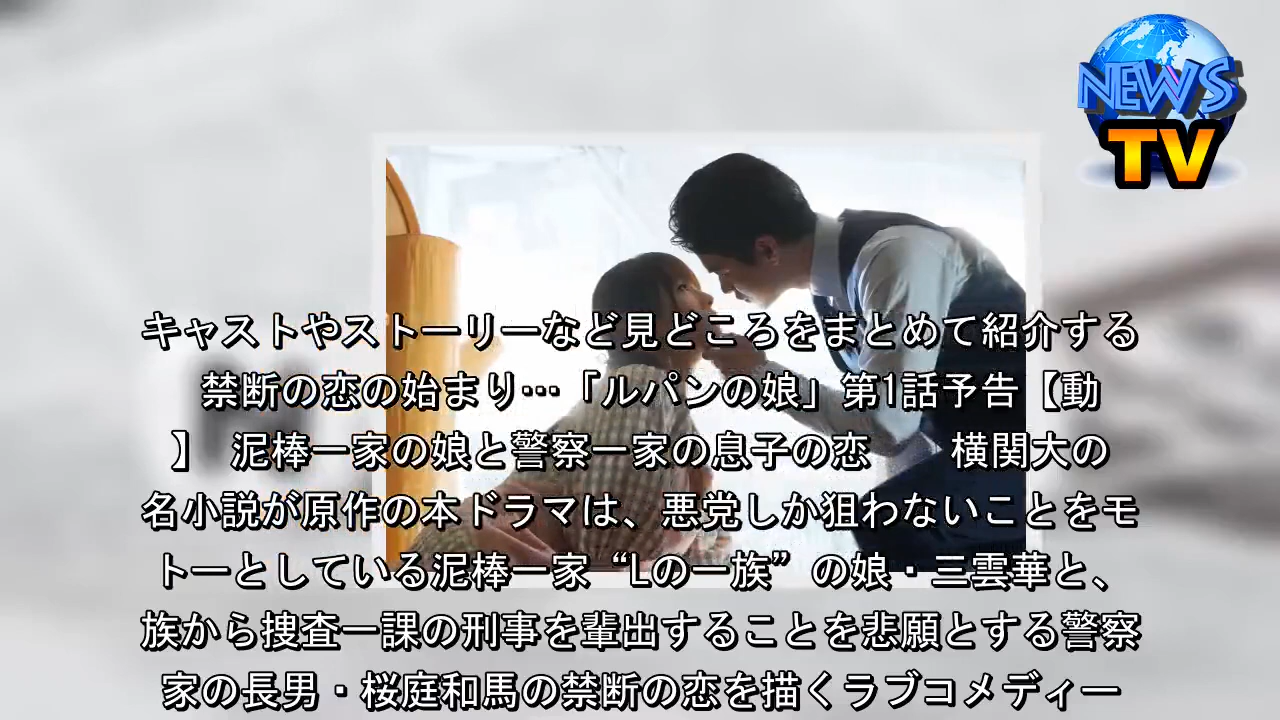 NEWS
TV
キャストやストーリーなど見どころをまとめて紹介する
禁断の恋の始まり…「ルパンの娘」第1話予告【動
】 泥棒一家の娘と警察一家の息子の恋　　横関大の
名小説が原作の本ドラマは、悪党しか狙わないことをモ
トーとしている泥棒一家“Lの一族”の娘・三雲華と、
族から捜査一課の刑事を輩出することを悲願とする警察
家の長男・桜庭和馬の禁断の恋を描くラブコメディー